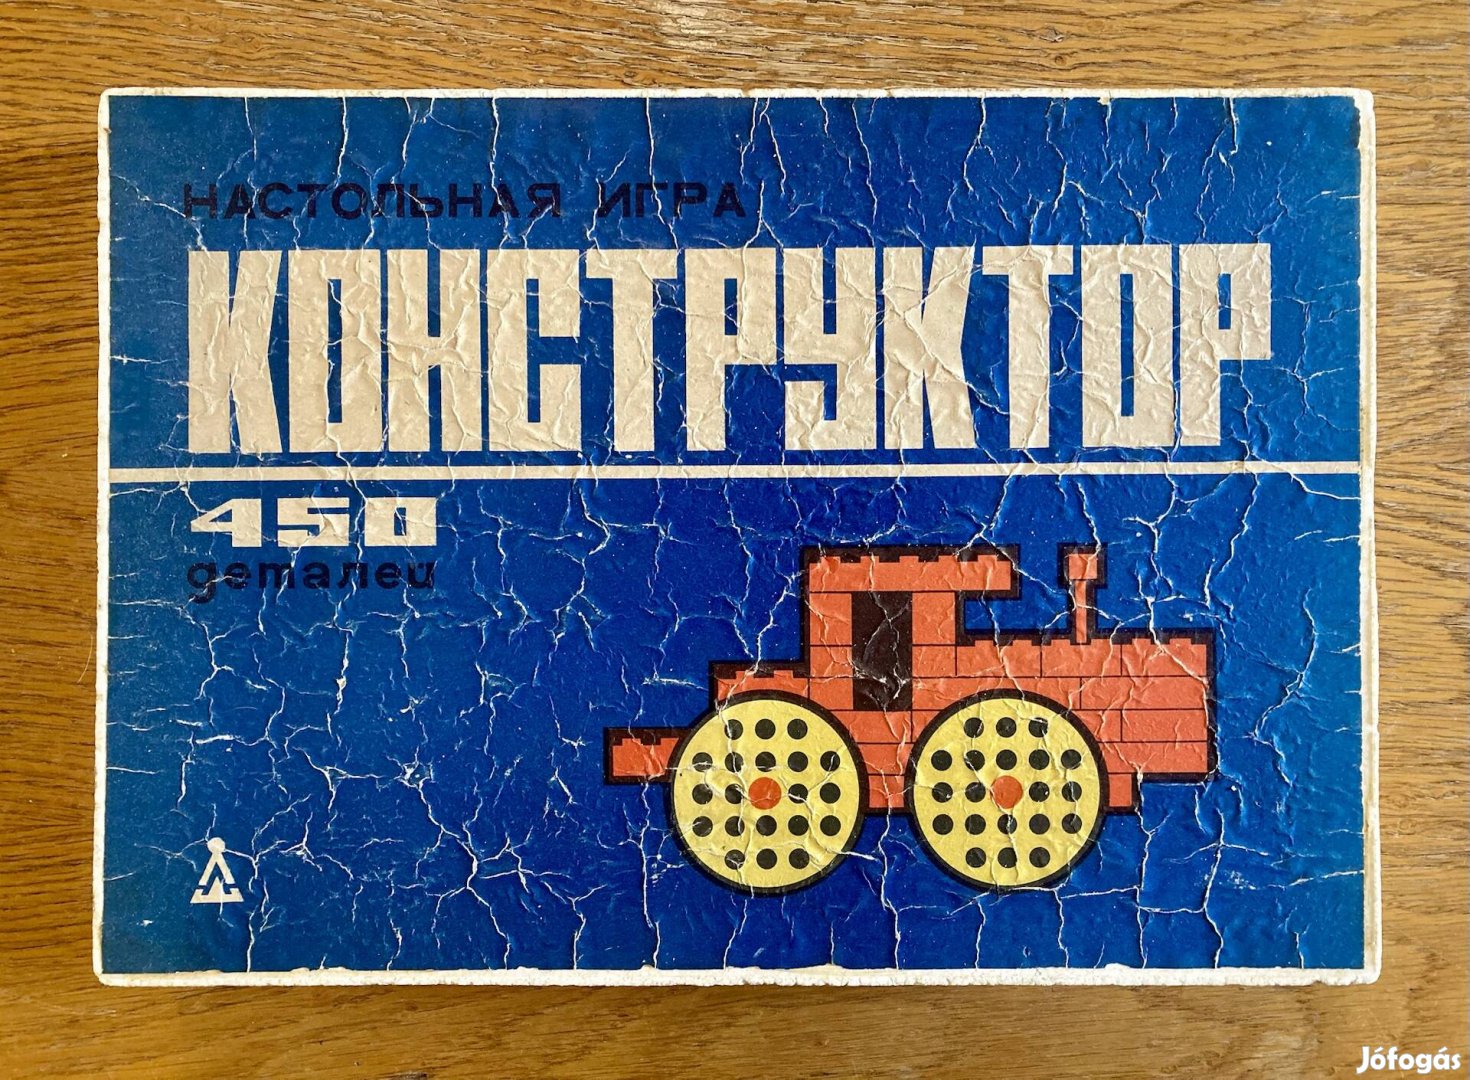 НАСТОЛЬНАЯ ИГРА
КОНСТРУКТОР
450
деталей
Jófogás